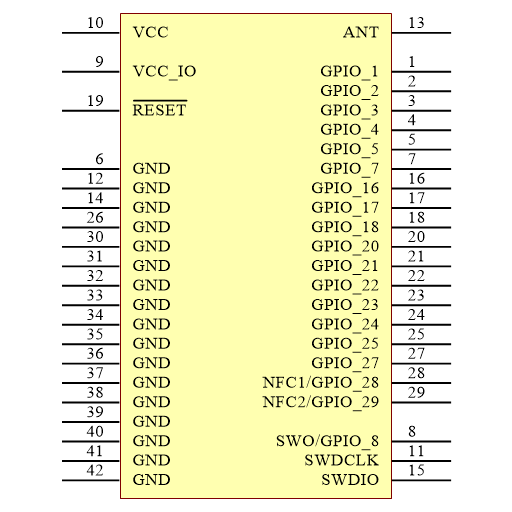 10 VCC ANT 13
9 VCC_IO GPIO_1 1
GPIO_2 2
19 RESET GPIO_3 3
GPIO_4 4
GPIO_5 5
6 GND GPIO_7 7
12 GND GPIO_16 16
14 GND GPIO_17 17
26 GND GPIO_18 18
30 GND GPIO_20 20
31 GND GPIO_21 21
32 GND GPIO_22 22
33 GND GPIO_23 23
34 GND GPIO_24 24
35 GND GPIO_25 25
36 GND GPIO_27 27
37 GND NFC1/GPIO_28 28
38 GND NFC2/GPIO_29 29
39 GND
40 GND SWO/GPIO_8 8
41 GND SWDCLK 11
42 GND SWDIO 15